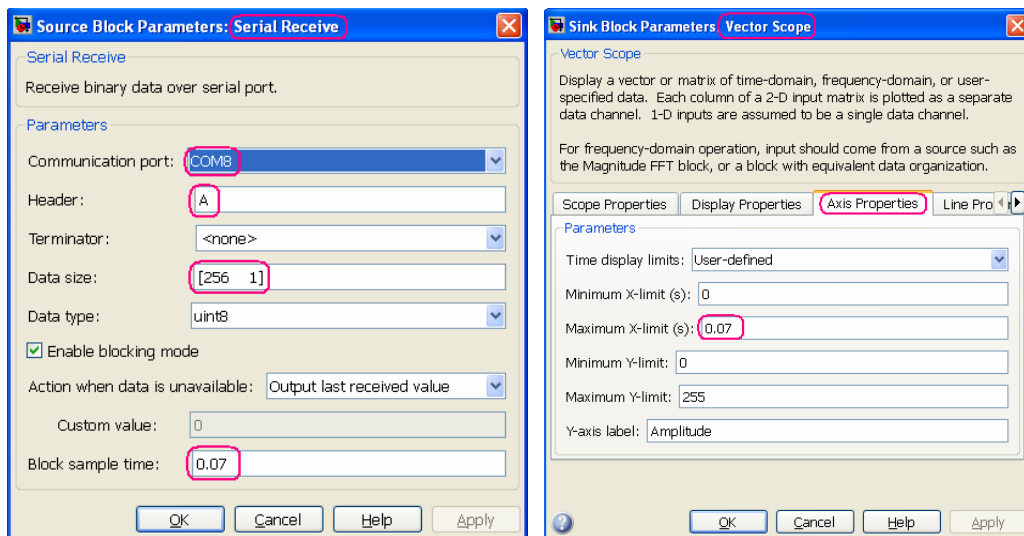 Source Block Parameters: Serial Receive
Serial Receive
Receive binary data over serial port.
Parameters
Communication port: COM8
Header: A
Terminator: <none>
Data size: [256 1]
Data type: uint8
Enable blocking mode
Action when data is unavailable: Output last received value
Custom value: 0
Block sample time: 0.07
OK Cancel Help Apply
Sink Block Parameters: Vector Scope
Vector Scope
Display a vector or matrix of time-domain, frequency-domain, or user-
specified data. Each column of a 2-D input matrix is plotted as a separate
data channel. 1-D inputs are assumed to be a single data channel.
For frequency-domain operation, input should come from a source such as
the Magnitude FFT block, or a block with equivalent data organization.
Scope Properties Display Properties Axis Properties Line Pro
Parameters
Time display limits: User-defined
Minimum X-limit (s): 0
Maximum X-limit (s): 0.07
Minimum Y-limit: 0
Maximum Y-limit: 255
Y-axis label: Amplitude
OK Cancel Help Apply